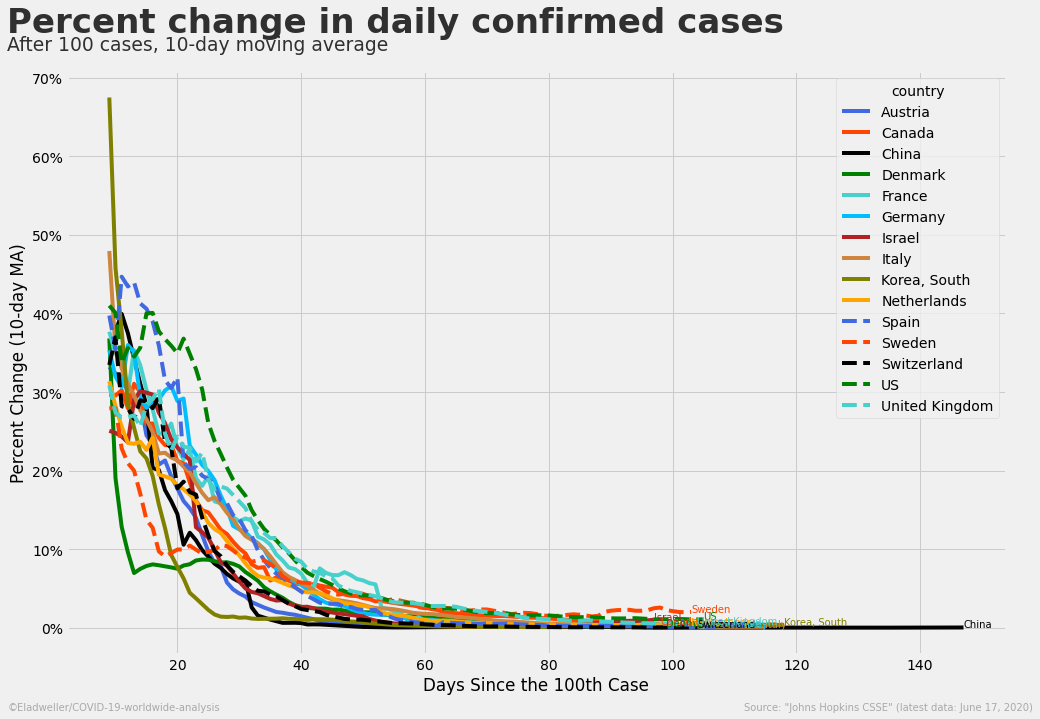 Percent change in daily confirmed cases
After 100 cases, 10-day moving average
70%
60%
50%
40%
30%
20%
10%
0%
Percent Change (10-day MA)
country
Austria
Canada
China
Denmark
France
Germany
Israel
Italy
Korea, South
Netherlands
Spain
Sweden
Switzerland
US
United Kingdom
Sweden
US
Switzerland
Korea, South
China
20
40
60
80
100
120
140
Days Since the 100th Case
©Eladweller/COVID-19-worldwide-analysis
Source: "Johns Hopkins CSSE" (latest data: June 17, 2020)